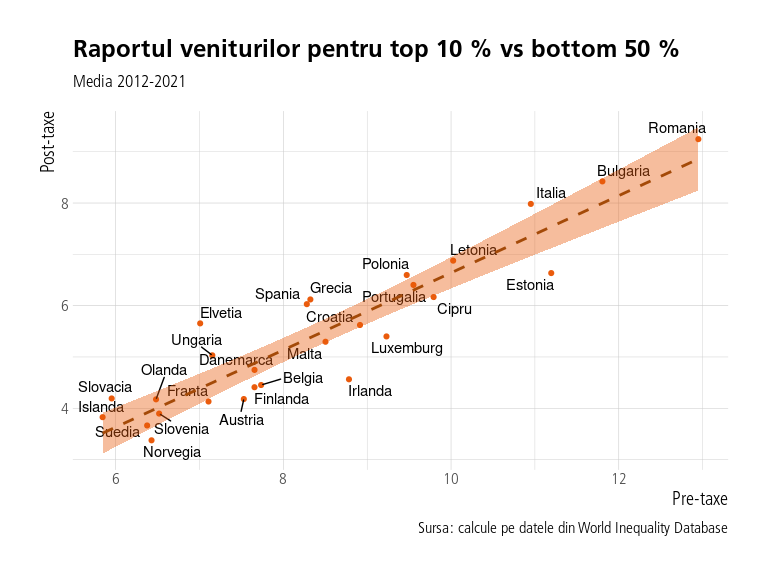 Raportul veniturilor pentru top 10 % vs bottom 50 %
Media 2012-2021
Post-taxe
Romania
Bulgaria
Italia
8
Letonia
Polonia
Estonia
Grecia
Spania
Portugalia
6
Cipru
Elvetia
Croatia
Ungaria
Luxemburg
Danemarca
Malta
Olanda
Belgia
Slovacia
Franta
Irlanda
Finlanda
4
Islanda
Austria
Suedia
Slovenia
Norvegia
6
8
10
12
Pre-taxe
Sursa: calcule pe datele din World Inequality Database